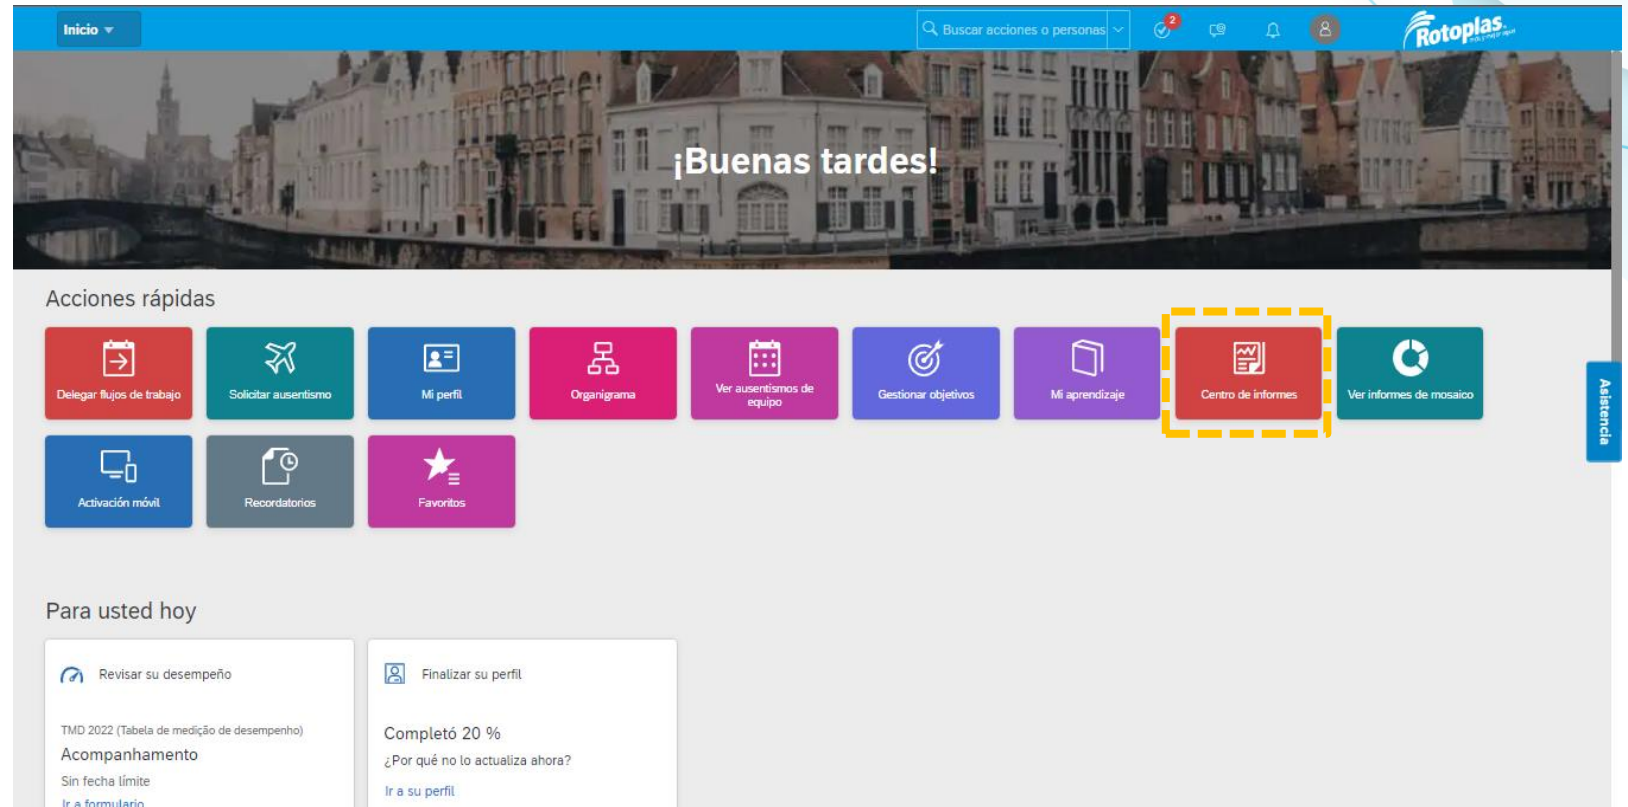 Inicio
Buscar acciones o personas
2
Rotoplas
¡Buenas tardes!
Acciones rápidas
Delegar flujos de trabajo
Solicitar ausentismo
Mi perfil
Organigrama
Ver ausentismos de
equipo
Gestionar objetivos
Mi aprendizaje
Centro de informes
Ver informes de mosaico
Asistencia
Activación móvil
Recordatorios
Favoritos
Para usted hoy
Revisar su desempeño
TMD 2022 (Tabela de medição de desempenho)
Acompanhamento
Sin fecha límite
Ir a formulario
Finalizar su perfil
Completó 20 %
¿Por qué no lo actualiza ahora?
Ir a su perfil